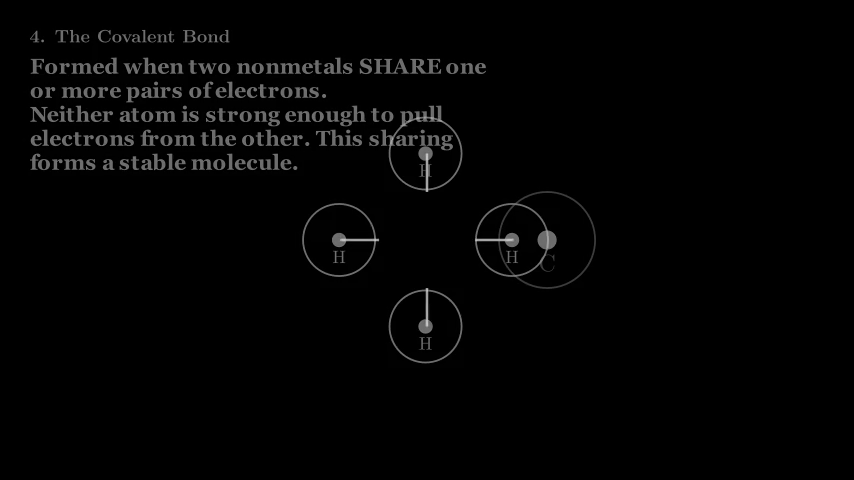 4. The Covalent Bond
Formed when two nonmetals SHARE one
or more pairs of electrons.
Neither atom is strong enough to pull
electrons from the other. This sharing
forms a stable molecule.
H
H
H
C
H